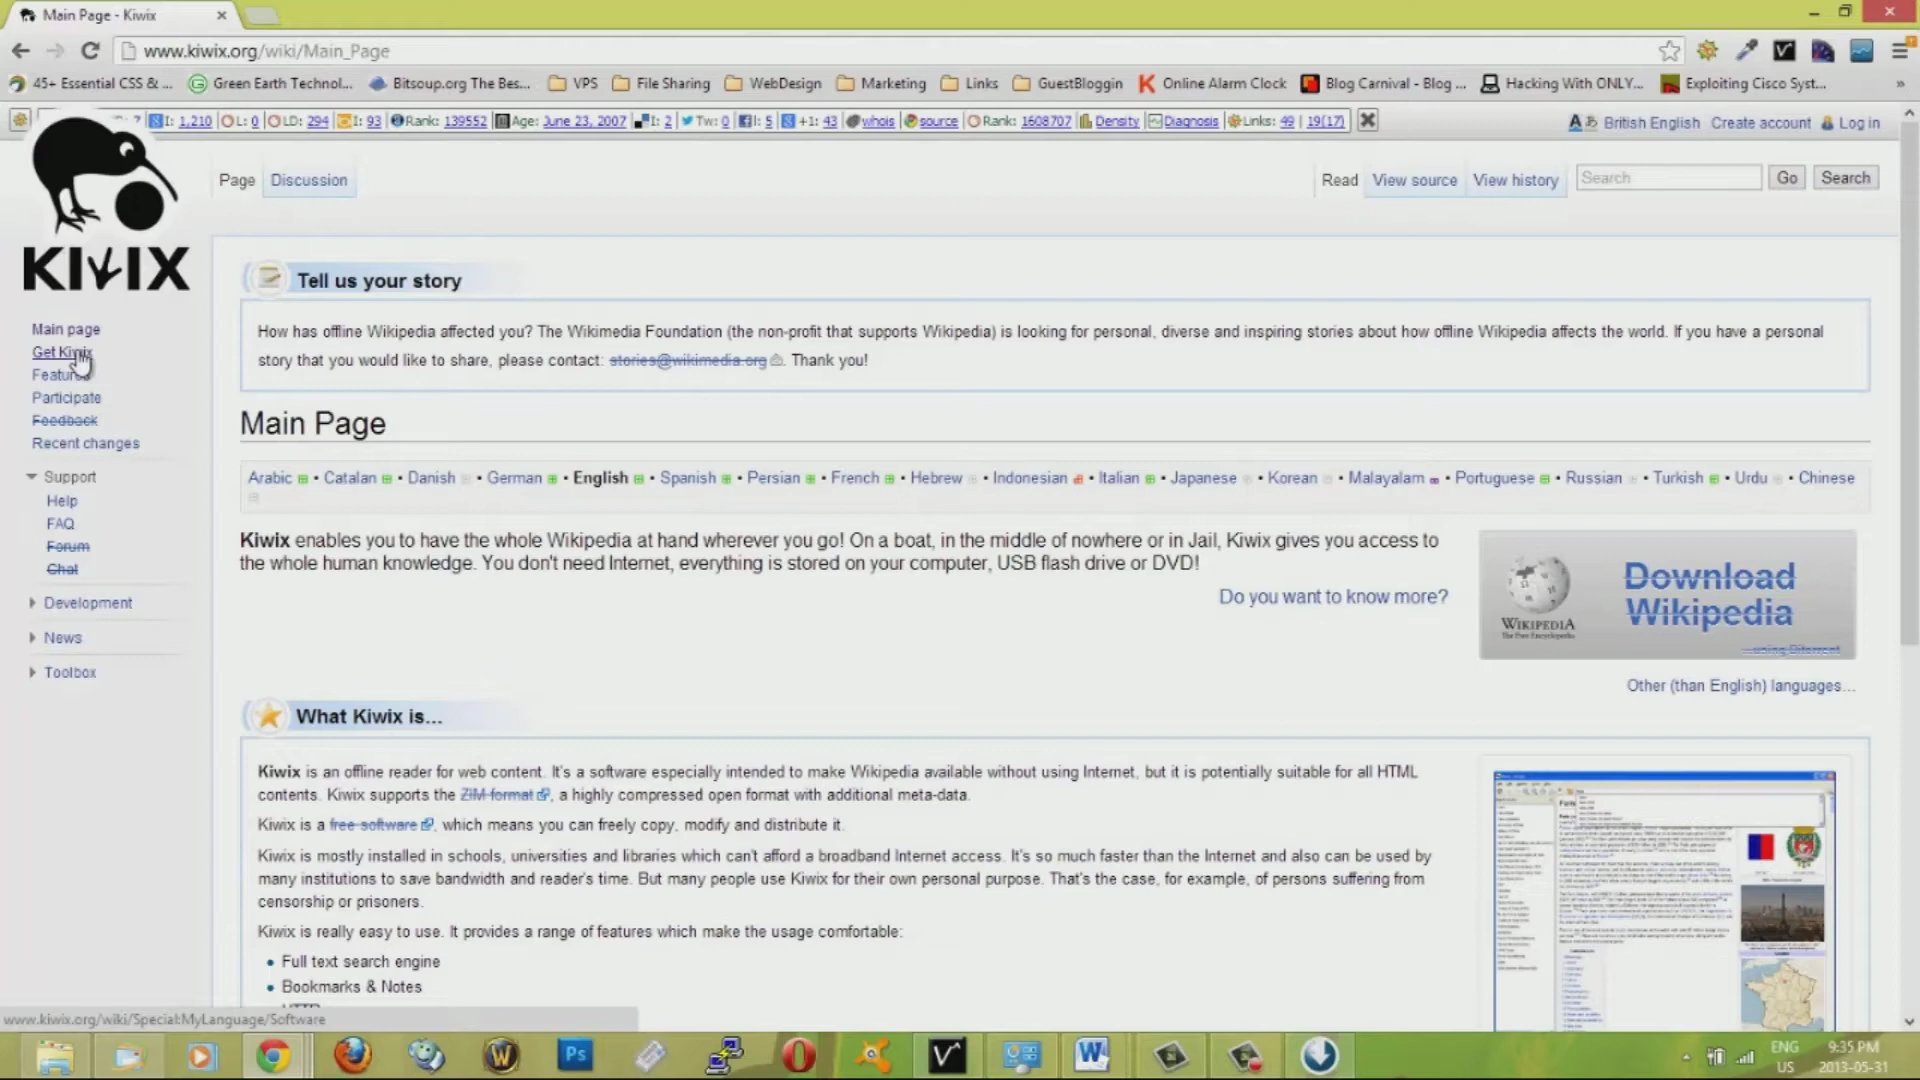 Main Page - Kiwix
www.kiwix.org/wiki/Main_Page
45+ Essential CSS & ...
Green Earth Technol...
Bitsoup.org The Bes...
VPS
File Sharing
WebDesign
Marketing
Links
GuestBloggin
Online Alarm Clock
Blog Carnival - Blog ...
Hacking With ONLY...
Exploiting Cisco Syst...
»
I: 1,210
L: 0
LD: 294
I: 93
Rank: 139552
Age: June 23, 2007
I: 2
Tw: 0
I: 5
+1: 43
whois
source
Rank: 1608707
Density
Diagnosis
Links: 49 | 19(17)
British English
Create account
Log in
KIWIX
Page
Discussion
Read
View source
View history
Search
Go
Search
Main page
Get Kiwix
Features
Participate
Feedback
Recent changes
Support
Help
FAQ
Forum
Chat
Development
News
Toolbox
Tell us your story
How has offline Wikipedia affected you? The Wikimedia Foundation (the non-profit that supports Wikipedia) is looking for personal, diverse and inspiring stories about how offline Wikipedia affects the world. If you have a personal
story that you would like to share, please contact: stories@wikimedia.org. Thank you!
Main Page
Arabic • Catalan • Danish • German • English • Spanish • Persian • French • Hebrew • Indonesian • Italian • Japanese • Korean • Malayalam • Portuguese • Russian • Turkish • Urdu • Chinese
Kiwix enables you to have the whole Wikipedia at hand wherever you go! On a boat, in the middle of nowhere or in Jail, Kiwix gives you access to
the whole human knowledge. You don't need Internet, everything is stored on your computer, USB flash drive or DVD!
Do you want to know more?
WIKIPEDIA
The Free Encyclopedia
Download
Wikipedia
...using Bittorrent
Other (than English) languages...
What Kiwix is...
Kiwix is an offline reader for web content. It's a software especially intended to make Wikipedia available without using Internet, but it is potentially suitable for all HTML
contents. Kiwix supports the ZIM format, a highly compressed open format with additional meta-data.
Kiwix is a free software, which means you can freely copy, modify and distribute it.
Kiwix is mostly installed in schools, universities and libraries which can't afford a broadband Internet access. It's so much faster than the Internet and also can be used by
many institutions to save bandwidth and reader's time. But many people use Kiwix for their own personal purpose. That's the case, for example, of persons suffering from
censorship or prisoners.
Kiwix is really easy to use. It provides a range of features which make the usage comfortable:
• Full text search engine
• Bookmarks & Notes
www.kiwix.org/wiki/Special:MyLanguage/Software
Ps
ENG
US
9:35 PM
2013-05-31